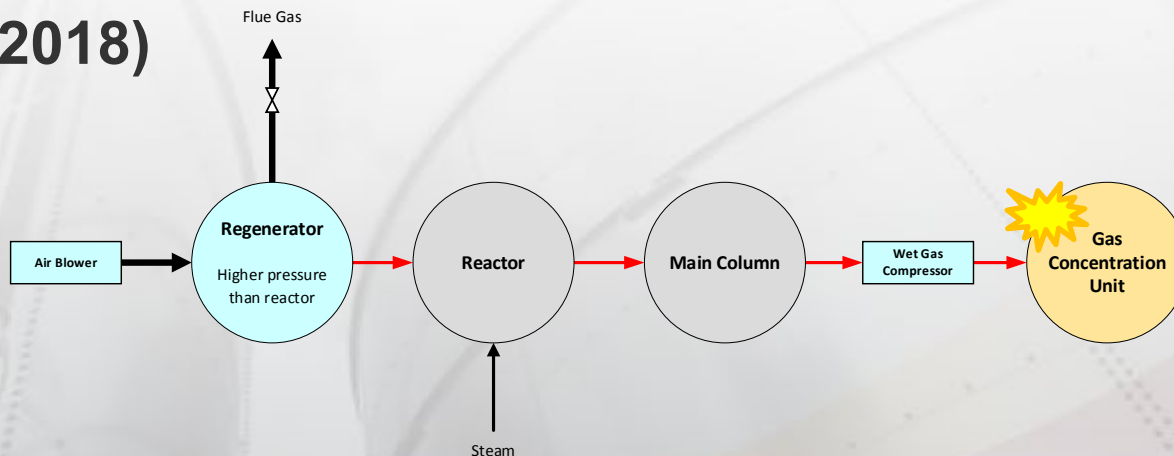 2018)
Flue Gas
Regenerator
Higher pressure
than reactor
Air Blower
Reactor
Main Column
Wet Gas
Compressor
Gas
Concentration
Unit
Steam